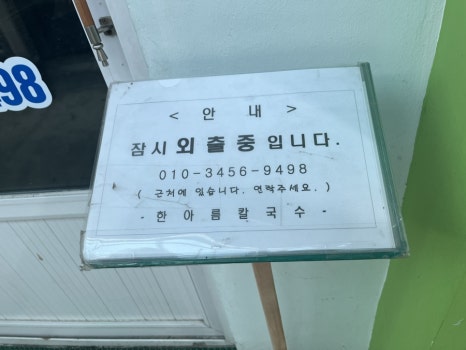 98
< 안 내 >
잠시 외 출 중 입니다.
010-3456-9498
( 근처에 있습니다. 연락주세요. )
- 한 아 름 칼 국 수 -